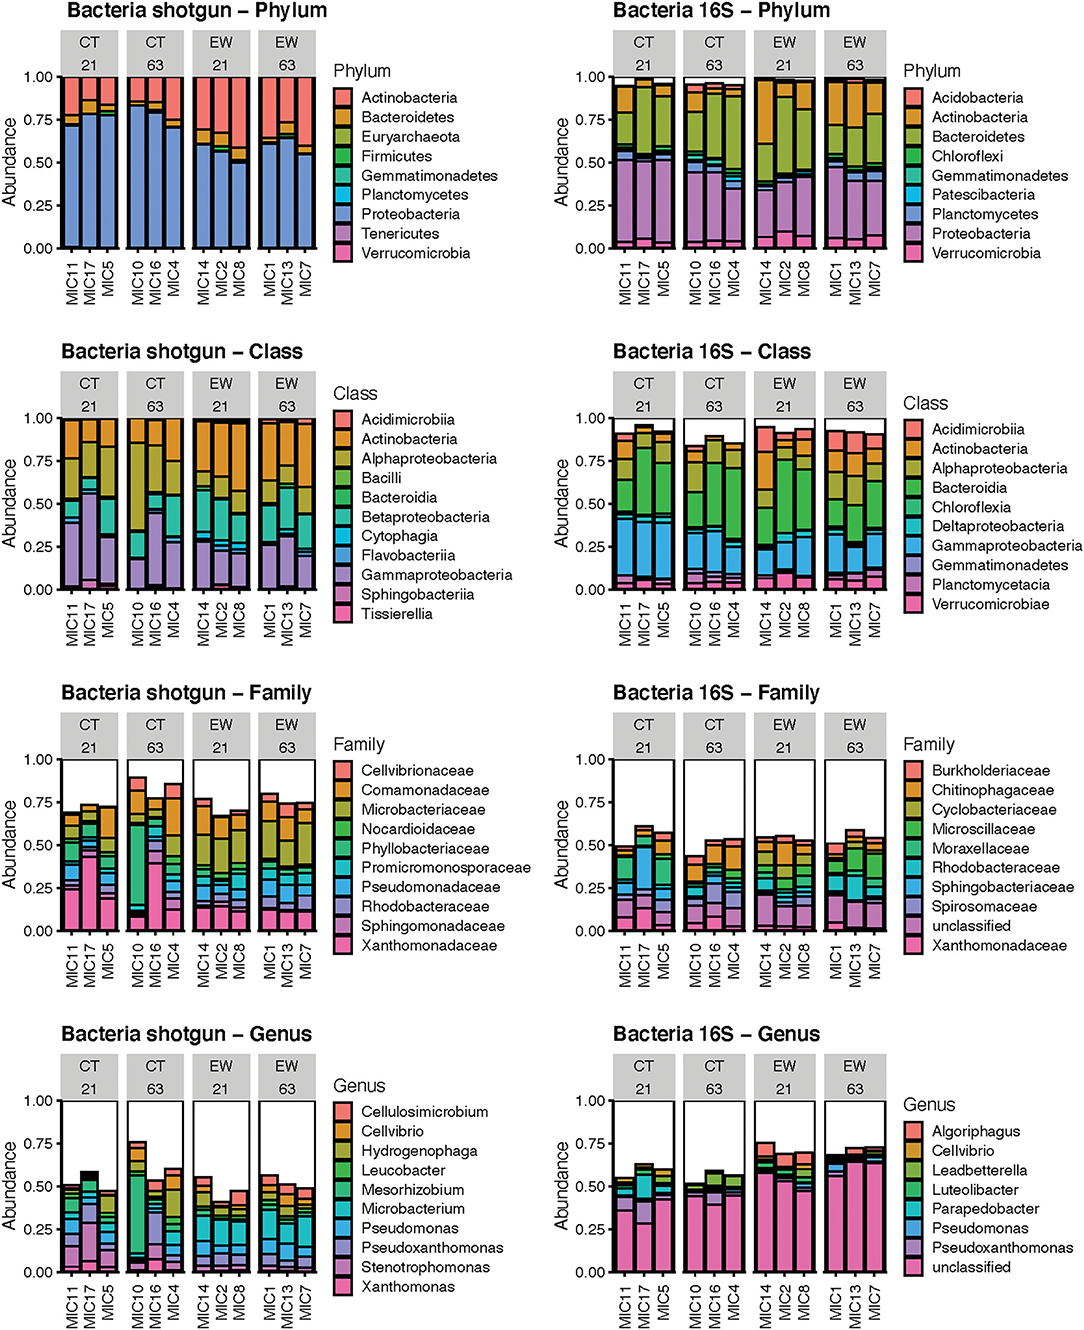 Bacteria shotgun – Phylum
CT CT EW EW
21 63 21 63
Abundance
1.00
0.75
0.50
0.25
0.00
MIC11 MIC17 MIC5 MIC10 MIC16 MIC4 MIC14 MIC2 MIC8 MIC1 MIC13 MIC7
Phylum
Actinobacteria
Bacteroidetes
Euryarchaeota
Firmicutes
Gemmatimonadetes
Planctomycetes
Proteobacteria
Tenericutes
Verrucomicrobia
Bacteria 16S – Phylum
CT CT EW EW
21 63 21 63
Abundance
1.00
0.75
0.50
0.25
0.00
MIC11 MIC17 MIC5 MIC10 MIC16 MIC4 MIC14 MIC2 MIC8 MIC1 MIC13 MIC7
Phylum
Acidobacteria
Actinobacteria
Bacteroidetes
Chloroflexi
Gemmatimonadetes
Patescibacteria
Planctomycetes
Proteobacteria
Verrucomicrobia
Bacteria shotgun – Class
CT CT EW EW
21 63 21 63
Abundance
1.00
0.75
0.50
0.25
0.00
MIC11 MIC17 MIC5 MIC10 MIC16 MIC4 MIC14 MIC2 MIC8 MIC1 MIC13 MIC7
Class
Acidimicrobiia
Actinobacteria
Alphaproteobacteria
Bacilli
Bacteroidia
Betaproteobacteria
Cytophagia
Flavobacteriia
Gammaproteobacteria
Sphingobacteriia
Tissierellia
Bacteria 16S – Class
CT CT EW EW
21 63 21 63
Abundance
1.00
0.75
0.50
0.25
0.00
MIC11 MIC17 MIC5 MIC10 MIC16 MIC4 MIC14 MIC2 MIC8 MIC1 MIC13 MIC7
Class
Acidimicrobiia
Actinobacteria
Alphaproteobacteria
Bacteroidia
Chloroflexia
Deltaproteobacteria
Gammaproteobacteria
Gemmatimonadetes
Planctomycetacia
Verrucomicrobiae
Bacteria shotgun – Family
CT CT EW EW
21 63 21 63
Abundance
1.00
0.75
0.50
0.25
0.00
MIC11 MIC17 MIC5 MIC10 MIC16 MIC4 MIC14 MIC2 MIC8 MIC1 MIC13 MIC7
Family
Cellvibrionaceae
Comamonadaceae
Microbacteriaceae
Nocardioidaceae
Phyllobacteriaceae
Promicromonosporaceae
Pseudomonadaceae
Rhodobacteraceae
Sphingomonadaceae
Xanthomonadaceae
Bacteria 16S – Family
CT CT EW EW
21 63 21 63
Abundance
1.00
0.75
0.50
0.25
0.00
MIC11 MIC17 MIC5 MIC10 MIC16 MIC4 MIC14 MIC2 MIC8 MIC1 MIC13 MIC7
Family
Burkholderiaceae
Chitinophagaceae
Cyclobacteriaceae
Microscillaceae
Moraxellaceae
Rhodobacteraceae
Sphingobacteriaceae
Spirosomaceae
unclassified
Xanthomonadaceae
Bacteria shotgun – Genus
CT CT EW EW
21 63 21 63
Abundance
1.00
0.75
0.50
0.25
0.00
MIC11 MIC17 MIC5 MIC10 MIC16 MIC4 MIC14 MIC2 MIC8 MIC1 MIC13 MIC7
Genus
Cellulosimicrobium
Cellvibrio
Hydrogenophaga
Leucobacter
Mesorhizobium
Microbacterium
Pseudomonas
Pseudoxanthomonas
Stenotrophomonas
Xanthomonas
Bacteria 16S – Genus
CT CT EW EW
21 63 21 63
Abundance
1.00
0.75
0.50
0.25
0.00
MIC11 MIC17 MIC5 MIC10 MIC16 MIC4 MIC14 MIC2 MIC8 MIC1 MIC13 MIC7
Genus
Algoriphagus
Cellvibrio
Leadbetterella
Luteolibacter
Parapedobacter
Pseudomonas
Pseudoxanthomonas
unclassified